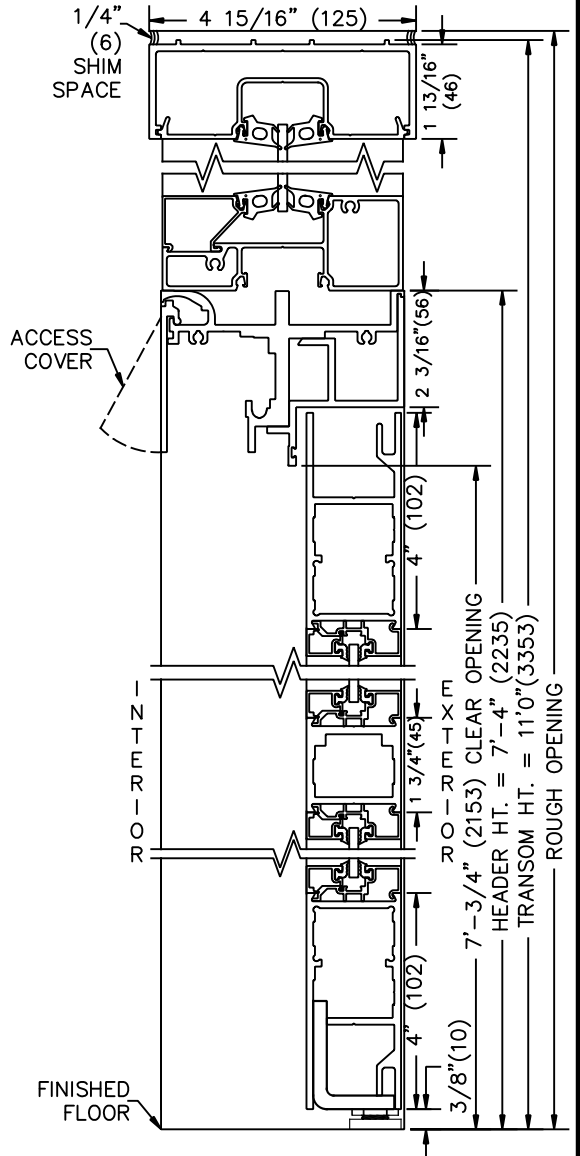 4 15/16" (125)
1/4"
(6)
SHIM
SPACE
1 13/16"
(46)
ACCESS
COVER
2 3/16"(56)
4" (102)
INTERIOR
EXTERIOR
1 3/4"(45)
7'-3/4" (2153) CLEAR OPENING
HEADER HT. = 7'-4" (2235)
TRANSOM HT. = 11'0"(3353)
ROUGH OPENING
4" (102)
3/8"(10)
FINISHED
FLOOR